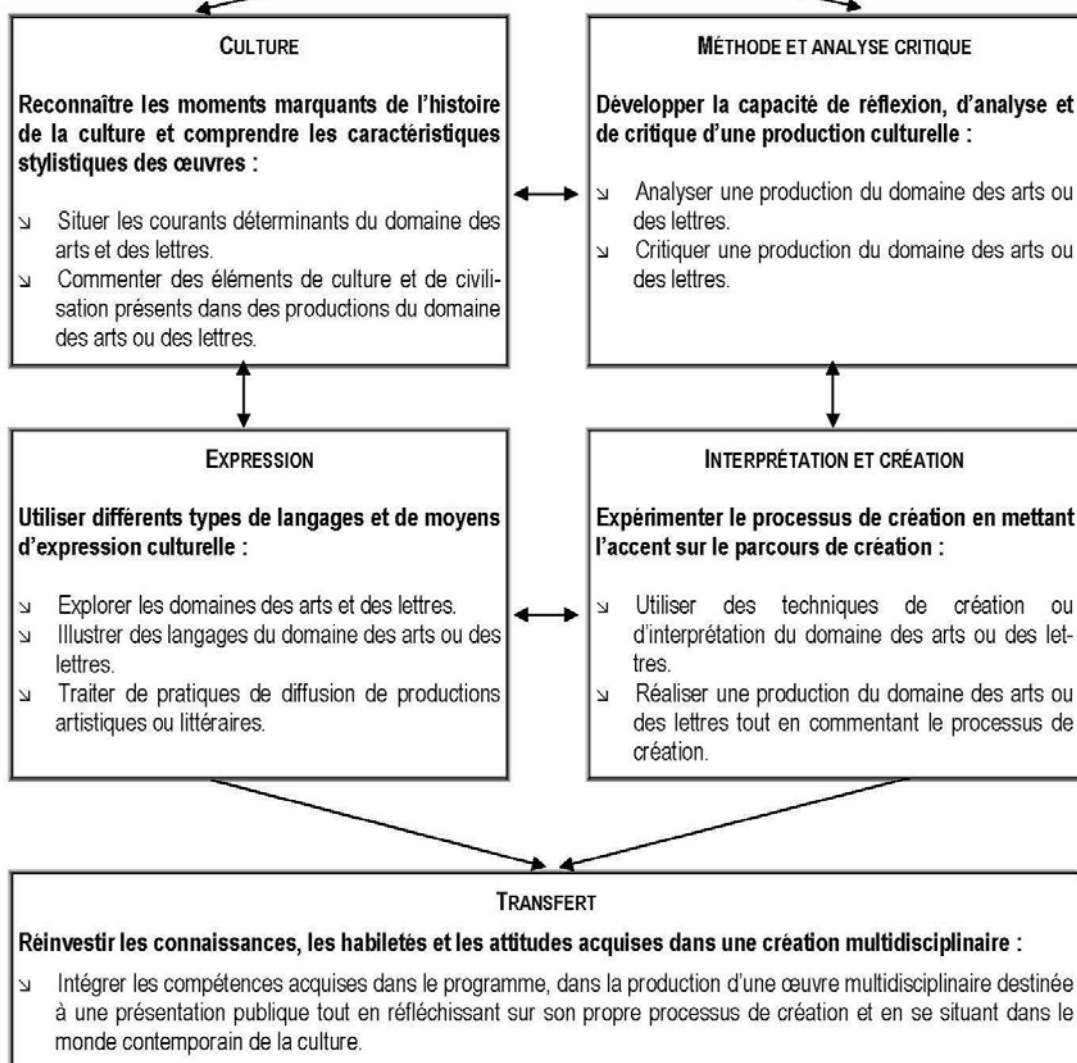 CULTURE
Reconnaître les moments marquants de l'histoire
de la culture et comprendre les caractéristiques
stylistiques des œuvres :
Situer les courants déterminants du domaine des
arts et des lettres.
Commenter des éléments de culture et de civili-
sation présents dans des productions du domaine
des arts ou des lettres.
MÉTHODE ET ANALYSE CRITIQUE
Développer la capacité de réflexion, d'analyse et
de critique d'une production culturelle :
Analyser une production du domaine des arts ou
des lettres.
Critiquer une production du domaine des arts ou
des lettres.
EXPRESSION
Utiliser différents types de langages et de moyens
d'expression culturelle :
Explorer les domaines des arts et des lettres.
Illustrer des langages du domaine des arts ou des
lettres.
Traiter de pratiques de diffusion de productions
artistiques ou littéraires.
INTERPRÉTATION ET CRÉATION
Expérimenter le processus de création en mettant
l'accent sur le parcours de création :
Utiliser des techniques de création ou
d'interprétation du domaine des arts ou des let-
tres.
Réaliser une production du domaine des arts ou
des lettres tout en commentant le processus de
création.
TRANSFERT
Réinvestir les connaissances, les habiletés et les attitudes acquises dans une création multidisciplinaire :
Intégrer les compétences acquises dans le programme, dans la production d'une œuvre multidisciplinaire destinée
à une présentation publique tout en réfléchissant sur son propre processus de création et en se situant dans le
monde contemporain de la culture.